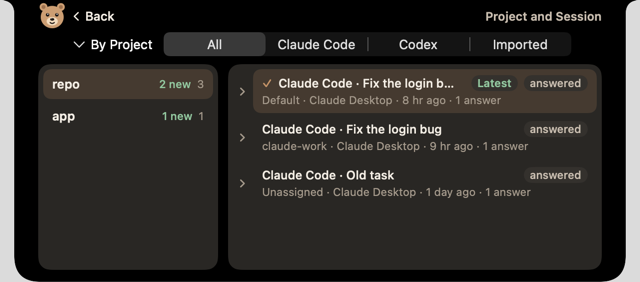 Back
Project and Session
By Project
All
Claude Code
Codex
Imported
repo 2 new 3
app 1 new 1
✓ Claude Code · Fix the login b... Latest answered
Default · Claude Desktop · 8 hr ago · 1 answer
Claude Code · Fix the login bug answered
claude-work · Claude Desktop · 9 hr ago · 1 answer
Claude Code · Old task answered
Unassigned · Claude Desktop · 1 day ago · 1 answer